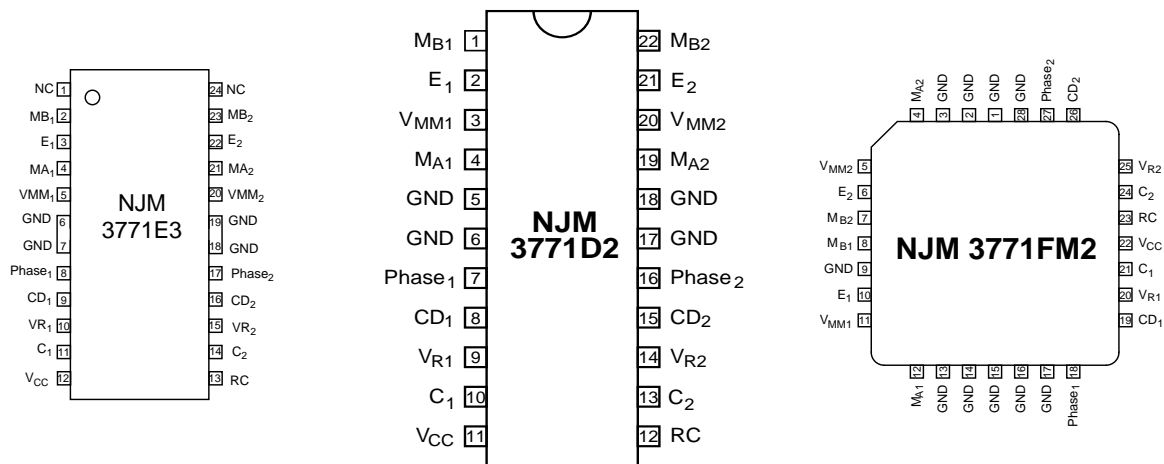 NC 1 24 NC
MB1 2 23 MB2
E1 3 22 E2
MA1 4 21 MA2
VMM1 5 20 VMM2
GND 6 19 GND
GND 7 18 GND
Phase1 8 17 Phase2
CD1 9 16 CD2
VR1 10 15 VR2
C1 11 14 C2
VCC 12 13 RC
NJM
3771E3
MB1 1 22 MB2
E1 2 21 E2
VMM1 3 20 VMM2
MA1 4 19 MA2
GND 5 18 GND
GND 6 17 GND
Phase1 7 16 Phase2
CD1 8 15 CD2
VR1 9 14 VR2
C1 10 13 C2
VCC 11 12 RC
NJM
3771D2
MA2 GND GND GND GND Phase2 CD2
4 3 2 1 28 27 26
VMM2 5 25 VR2
E2 6 24 C2
MB2 7 23 RC
MB1 8 22 VCC
GND 9 21 C1
E1 10 20 VR1
VMM1 11 19 CD1
NJM 3771FM2
12 13 14 15 16 17 18
MA1 GND GND GND GND GND Phase1